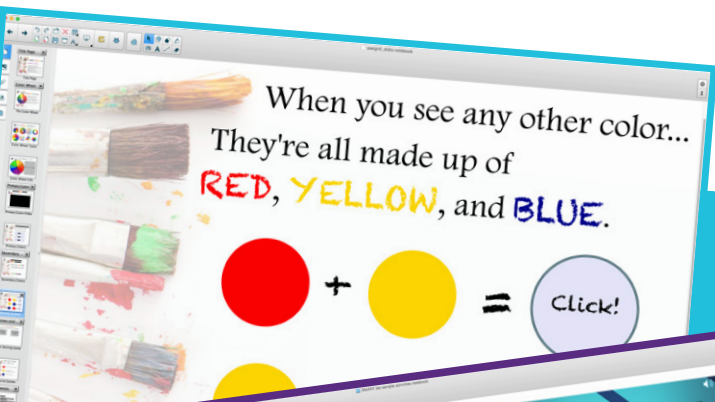 When you see any other color...
They're all made up of
RED, YELLOW, and BLUE.
+
=
Click!